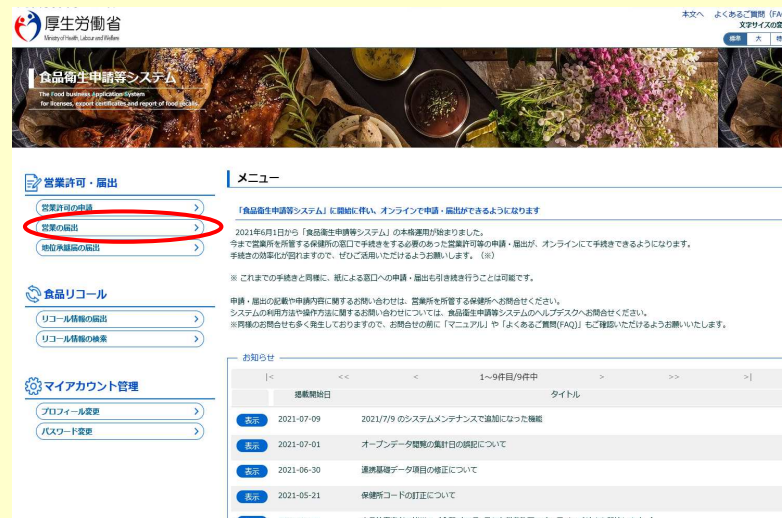 厚生労働省
Ministry of Health, Labour and Welfare
本文へ よくあるご質問 (FA
文字サイズの変
標準 大
食品衛生申請等システム
The Food business Application System
for licenses, export certificates and report of food recalls.
営業許可・届出
営業許可の申請
営業の届出
地位承継届の届出
食品リコール
リコール情報の届出
リコール情報の検索
マイアカウント管理
プロフィール変更
パスワード変更
メニュー
「食品衛生申請等システム」に開始に伴い、オンラインで申請・届出ができるようになります
2021年6月1日から「食品衛生申請等システム」の本格運用が始まりました。
今まで営業所を所管する保健所の窓口で手続きをする必要のあった営業許可等の申請・届出が、オンラインにて手続きできるようになります。
手続きの効率化が図れますので、ぜひご活用いただけるようお願いします。（※）
※ これまでの手続きと同様に、紙による窓口への申請・届出も引き続き行うことは可能です。
申請・届出の記載や申請内容に関するお問い合わせは、営業所を所管する保健所へお問合せください。
システムの利用方法や操作方法に関するお問い合わせについては、食品衛生申請等システムのヘルプデスクへお問合せください。
※同様のお問合せも多く発生しておりますので、お問合せの前に「マニュアル」や「よくあるご質問(FAQ)」もご確認いただけるようお願いいたします。
お知らせ
|< << < 1～9件目/9件中 > >> >|
掲載開始日 タイトル
表示 2021-07-09 2021/7/9 のシステムメンテナンスで追加になった機能
表示 2021-07-01 オープンデータ閲覧の集計日の誤記について
表示 2021-06-30 連携基礎データ項目の修正について
表示 2021-05-21 保健所コードの訂正について